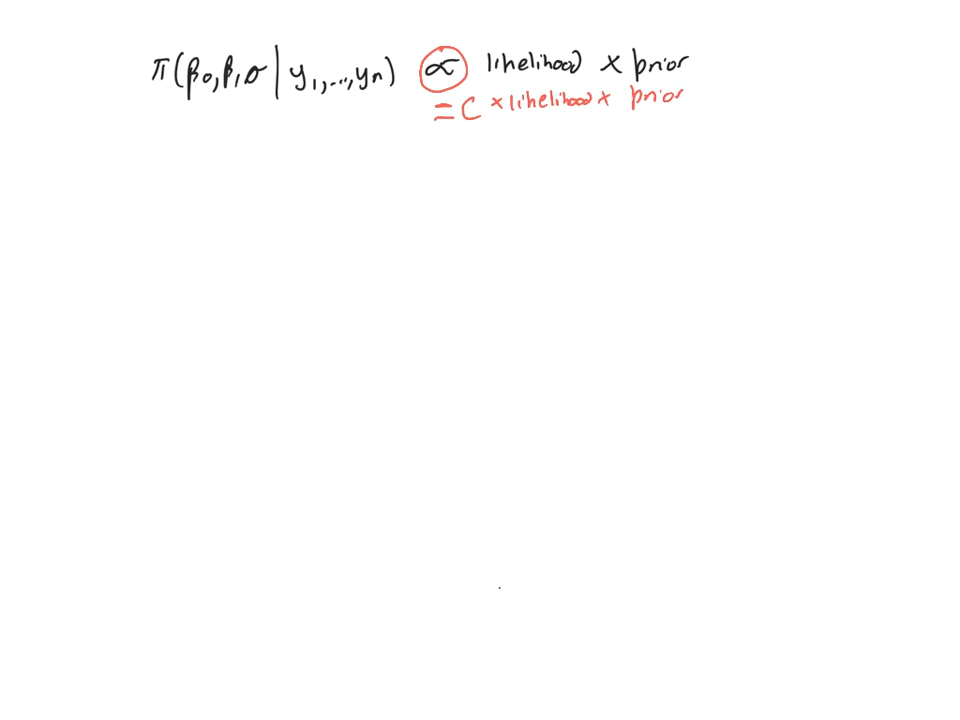 π(β0, β1, σ | y1, ..., yn) ∝ likelihood × prior
= C × likelihood × prior